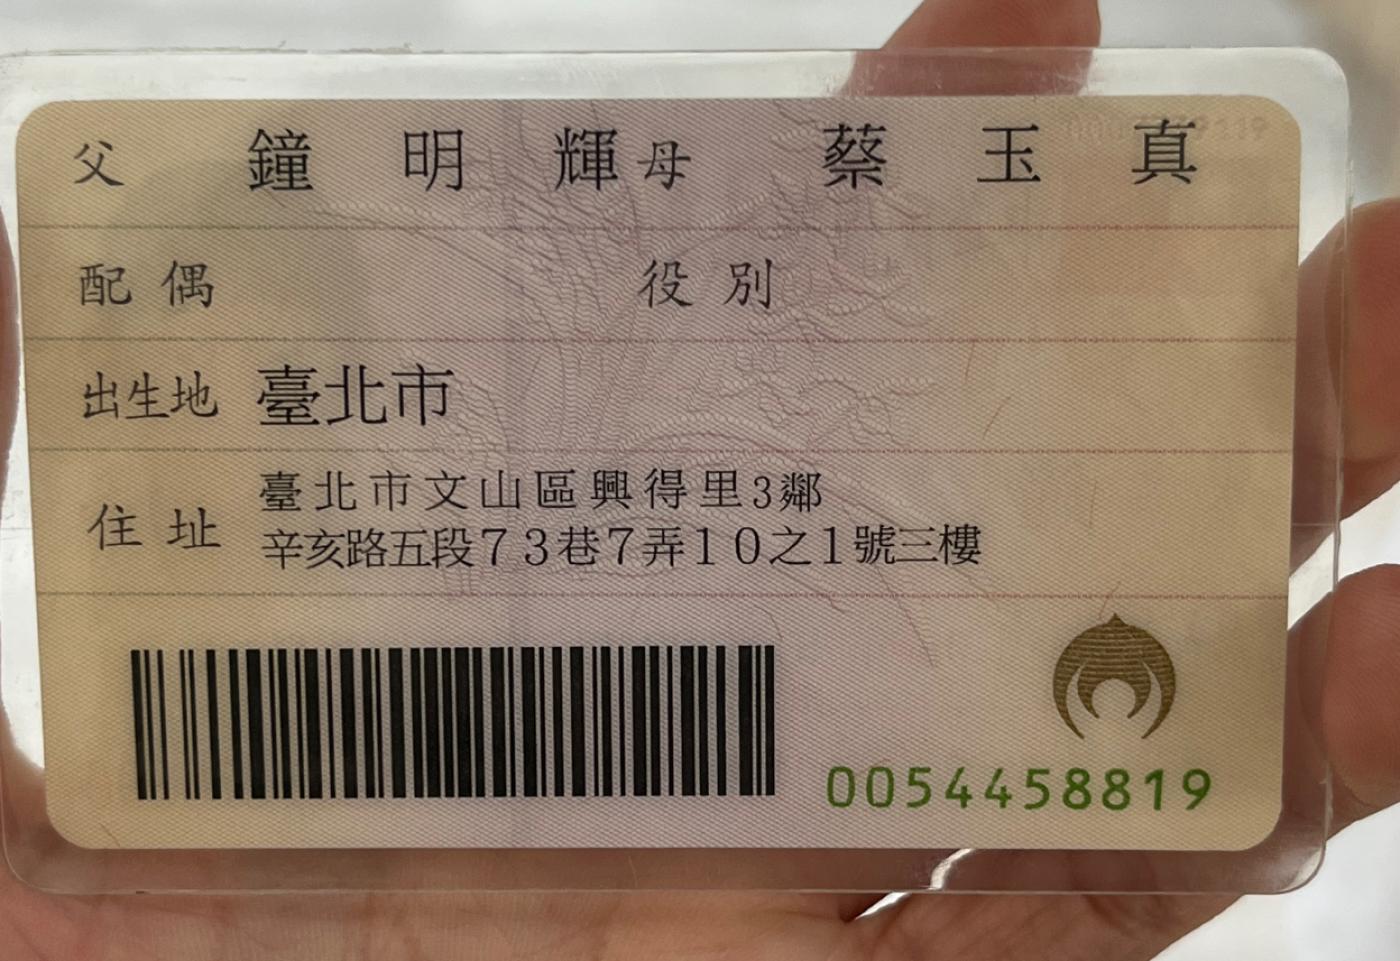 父 鐘明輝 母 蔡玉真
配偶 役別
出生地 臺北市
住址 臺北市文山區興得里3鄰
辛亥路五段73巷7弄10之1號三樓
0054458819